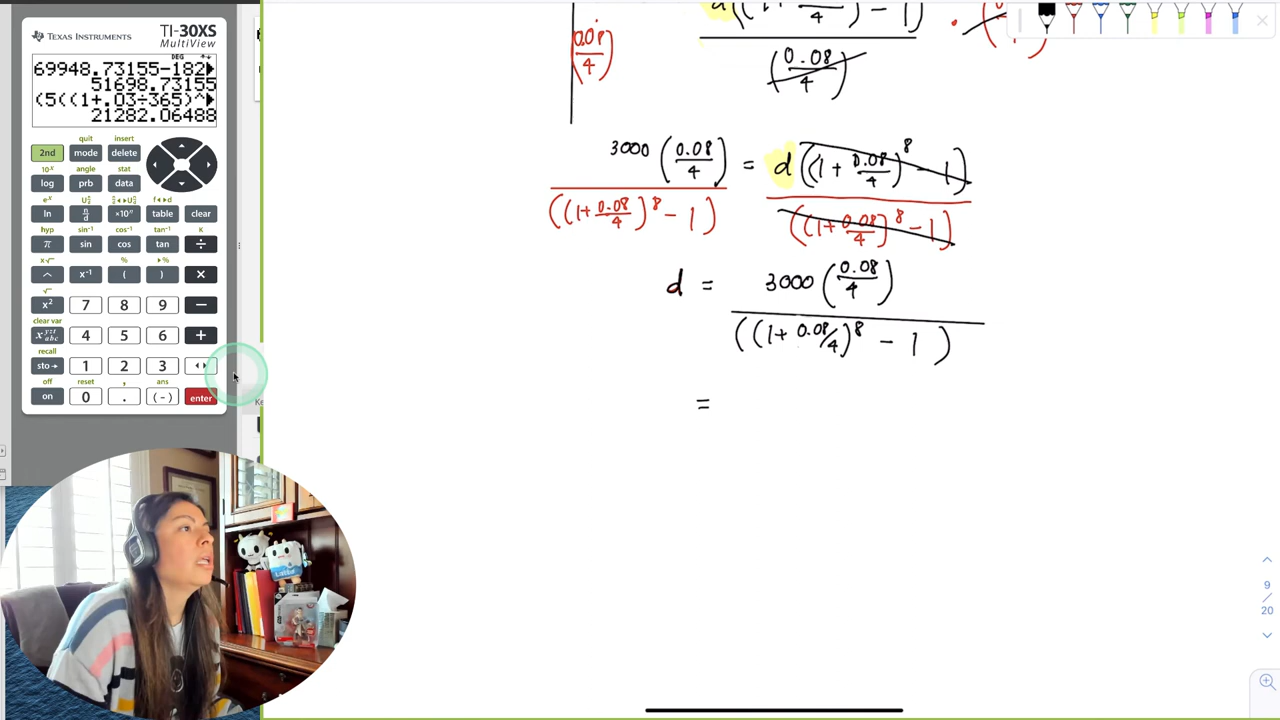 TEXAS INSTRUMENTS TI-30XS
MultiView
DEG
69948.73155-182▶
51698.73155
(5((1+.03÷365)^▶
21282.06488
quit insert
2nd mode delete
10ˣ angle stat
log prb data
eˣ f◄►d
ln n/d ×10ⁿ table clear
hyp sin⁻¹ cos⁻¹ tan⁻¹ K
π sin cos tan ÷
x√ % ►%
^ x⁻¹ ( ) ×
√
x² 7 8 9 −
clear var
x yzt abc 4 5 6 +
recall
sto→ 1 2 3 ◄►
off reset , ans
on 0 . (−) enter
(0.08/4)
(0.08/4)
3000 (0.08/4) = d((1 + 0.08/4)⁸ - 1)
((1+0.08/4)⁸ - 1) ((1+0.08/4)⁸ - 1)
d = 3000 (0.08/4)
((1+0.08/4)⁸ - 1)
=
9
/
20